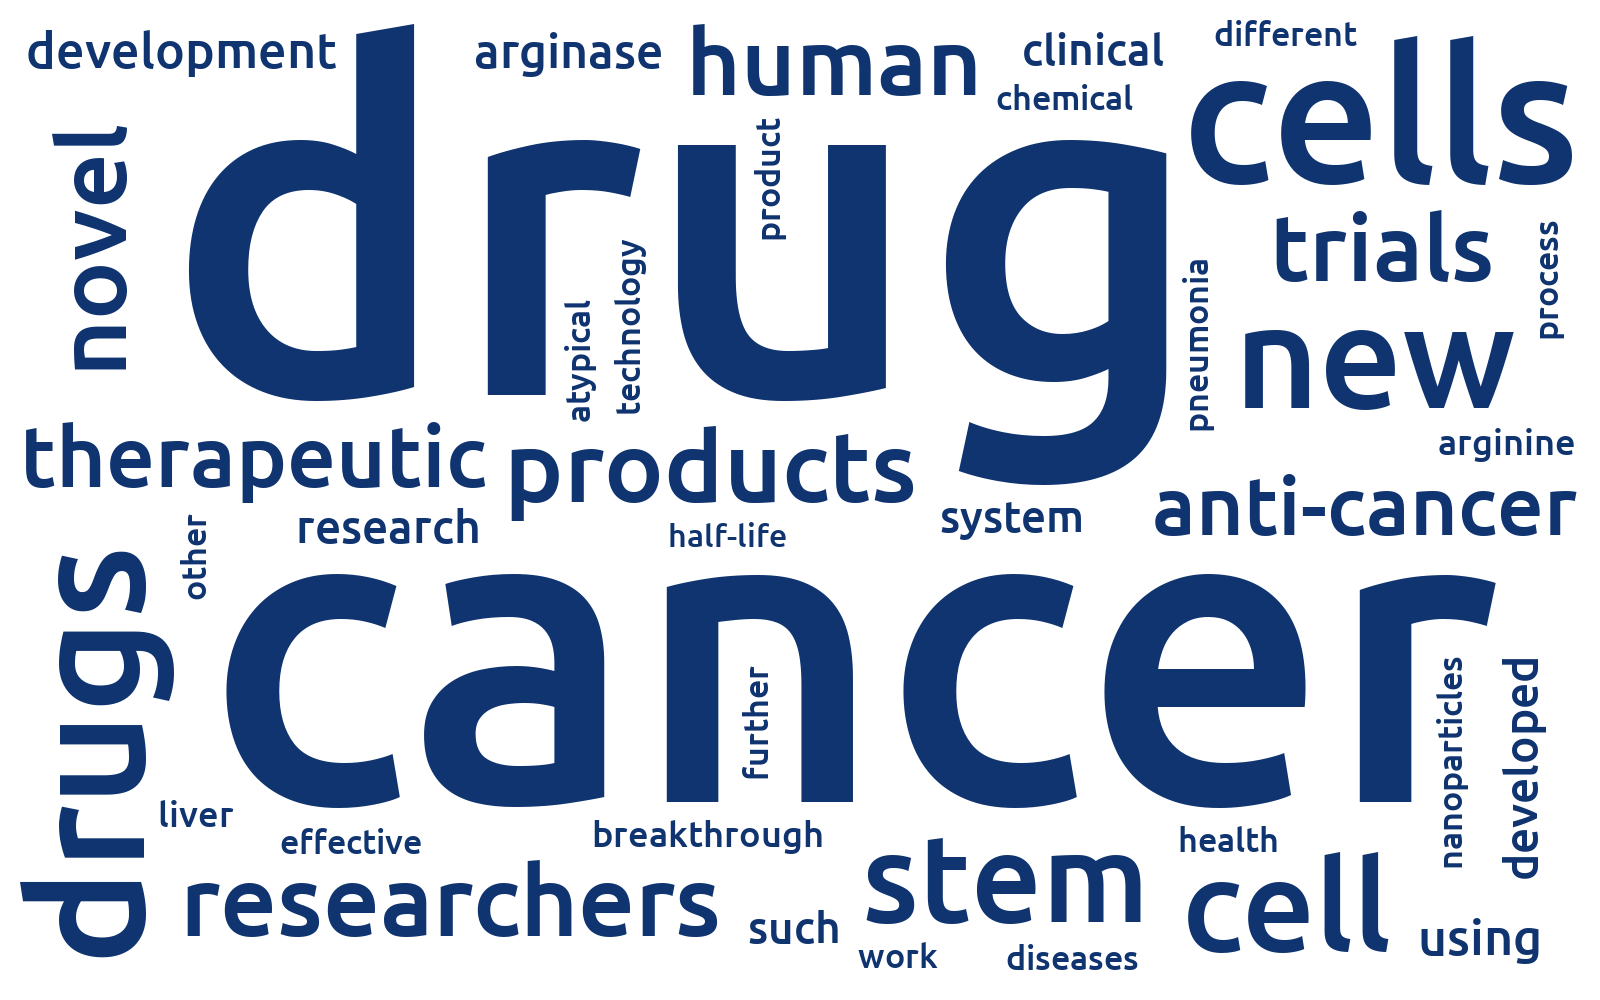 development
arginase
human
clinical
different
chemical
cells
drug
novel
product
trials
process
technology
atypical
pneumonia
new
therapeutic
products
arginine
anti-cancer
research
system
half-life
other
drugs
cancer
further
nanoparticles
developed
liver
effective
breakthrough
health
stem
cell
researchers
such
using
work
diseases